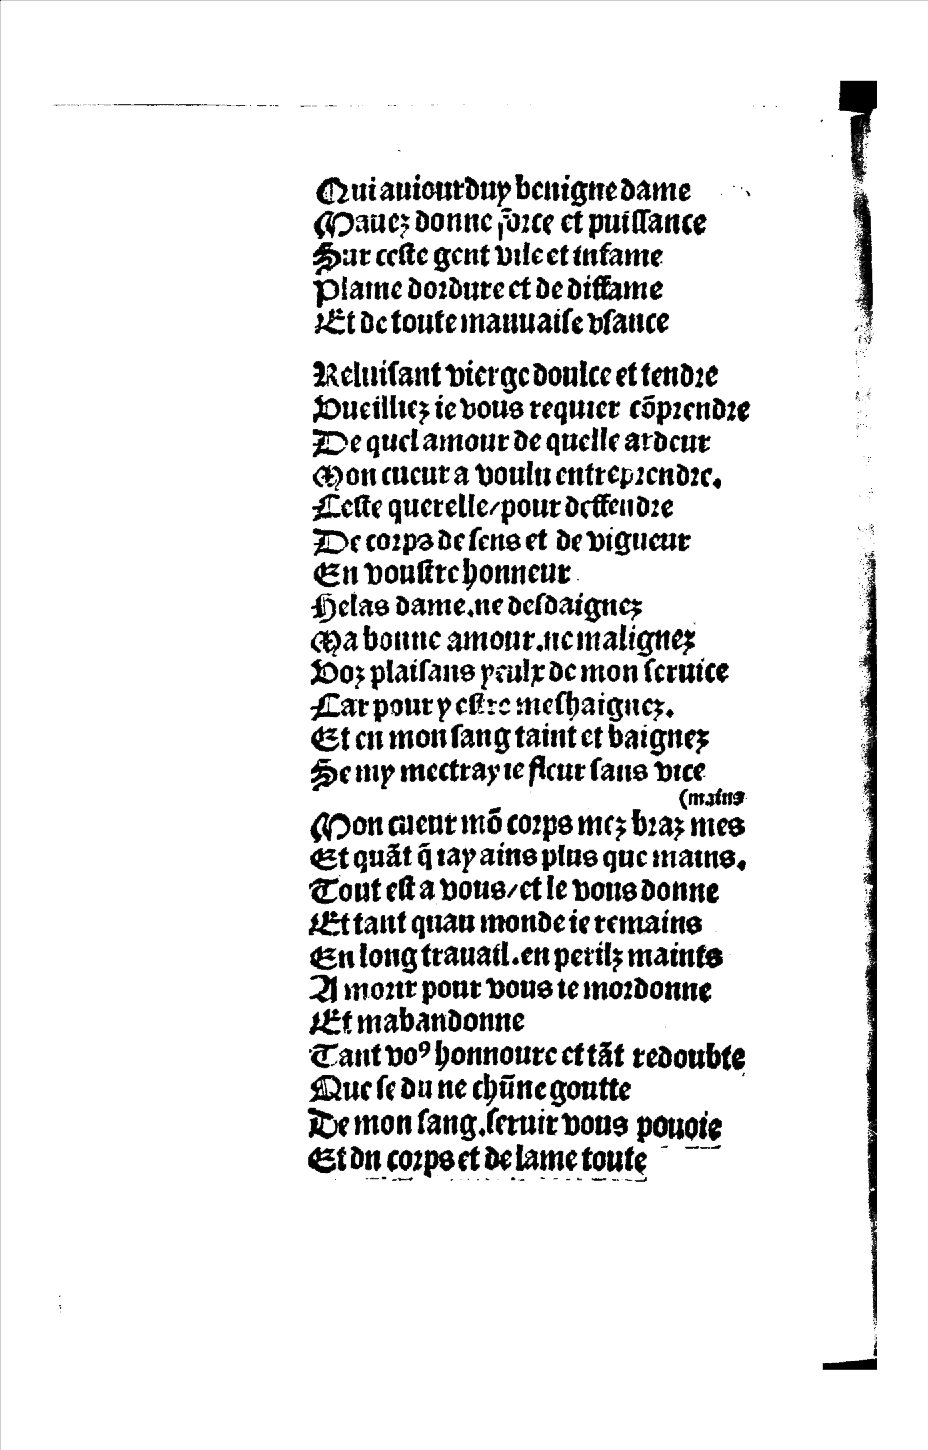 Qui auiourduy benigne dame
Mauez donne force et puissance
Sur ceste gent vile et infame
Plaine dordure et de diffame
Et de toute mauuaise vsance
Reluisant vierge doulce et tendre
Vueilliez ie vous requier cõprendre
De quel amour de quelle ardeur
Mon cueur a voulu entreprendre.
Ceste querelle/pour deffendre
De corps de sens et de vigueur
En voustre honneur
Helas dame.ne desdaignez
Ma bonne amour.ne malignez
Voz plaisans yeulx de mon seruice
Car pour y estre meshaignez.
Et en mon sang taint et baignez
Se my mectray ie fleur sans vice
(mains
Mon cueur mõ corps mez braz mes
Et quãt q̃ iay ains plus que mains.
Tout est a vous/et le vous donne
Et tant quau monde ie remains
En long trauail.en perilz maints
A morir pour vous ie mordonne
Et mabandonne
Tant voꝰ honnoure et tãt redoubte
Que se du ne chũne goutte
De mon sang.seruir vous pouoie
Et du corps et de lame toute